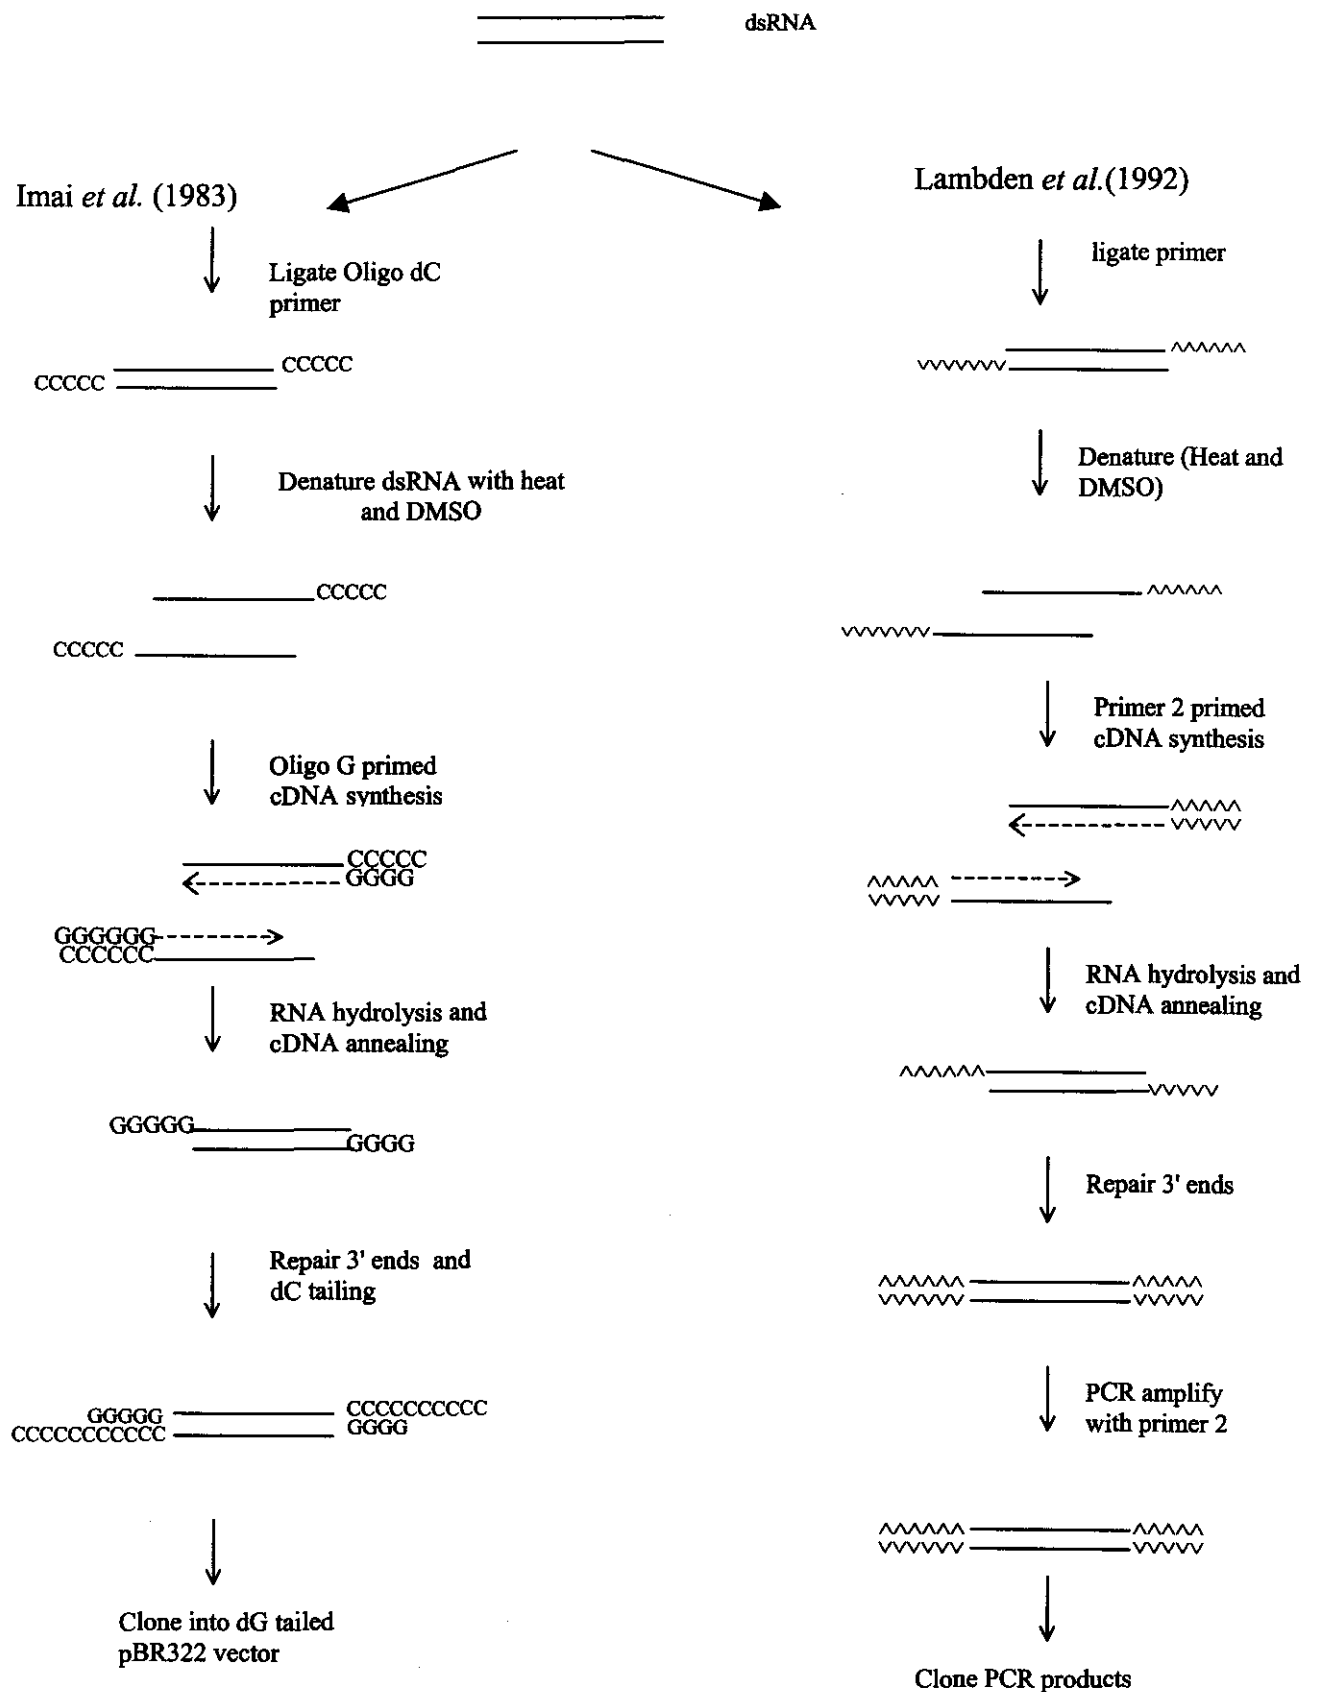 dsRNA
Imai et al. (1983)
Ligate Oligo dC
primer
CCCCC
CCCCC
Denature dsRNA with heat
and DMSO
CCCCC
CCCCC
Oligo G primed
cDNA synthesis
CCCCC
GGGG
GGGGGG
CCCCCC
RNA hydrolysis and
cDNA annealing
GGGGG
GGGG
Repair 3' ends and
dC tailing
GGGGG
CCCCCCCCCCC
CCCCCCCCCCCC
GGGG
Clone into dG tailed
pBR322 vector
Lambden et al.(1992)
ligate primer
Denature (Heat and
DMSO)
Primer 2 primed
cDNA synthesis
RNA hydrolysis and
cDNA annealing
Repair 3' ends
PCR amplify
with primer 2
Clone PCR products